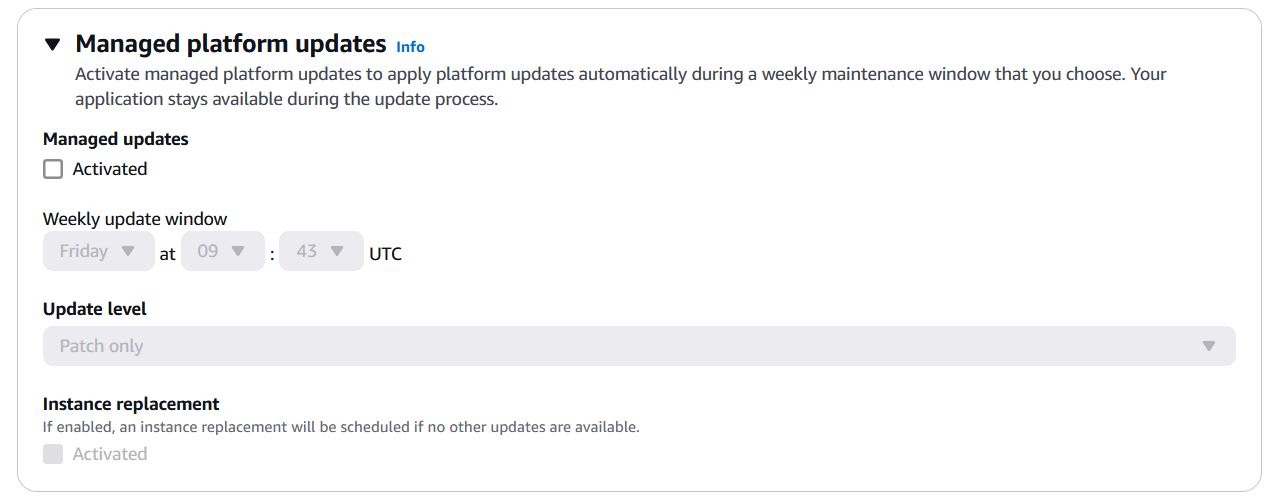 Managed platform updates Info
Activate managed platform updates to apply platform updates automatically during a weekly maintenance window that you choose. Your
application stays available during the update process.
Managed updates
Activated
Weekly update window
Friday at 09 : 43 UTC
Update level
Patch only
Instance replacement
If enabled, an instance replacement will be scheduled if no other updates are available.
Activated